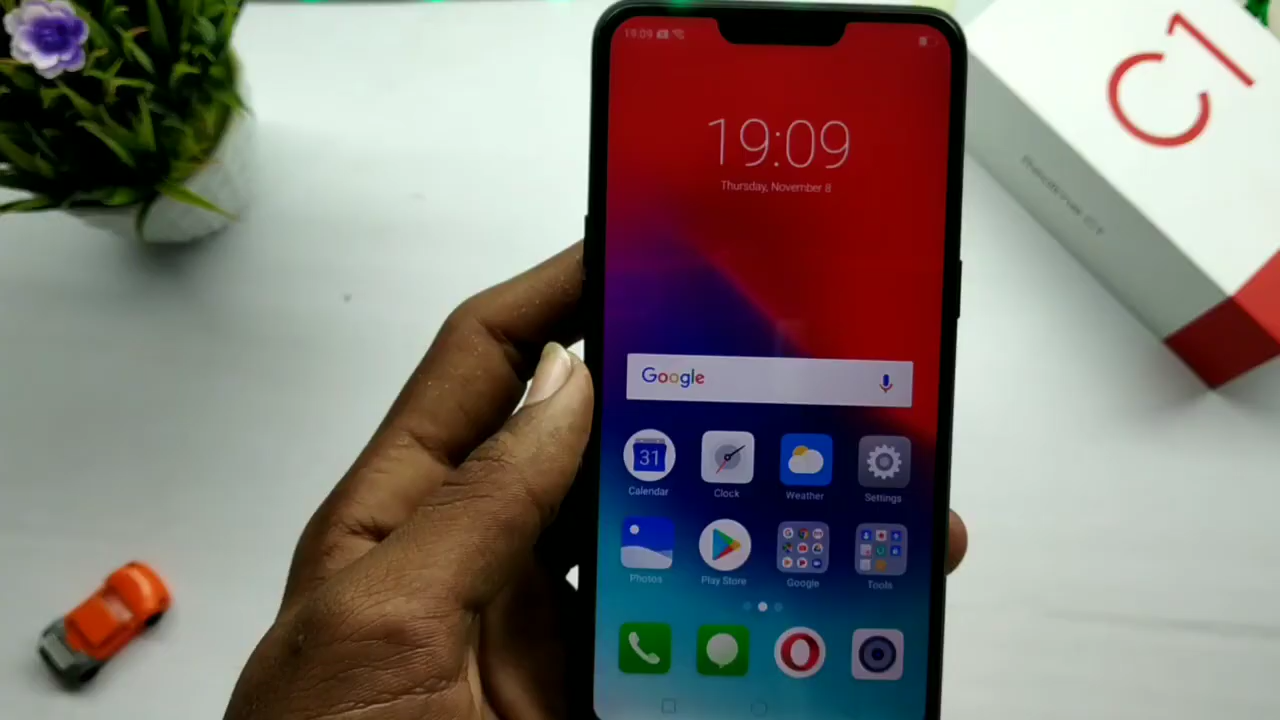 19:09
C1
19:09
Thursday, November 8
Google
31
Calendar
Clock
Weather
Settings
Photos
Play Store
Google
Tools